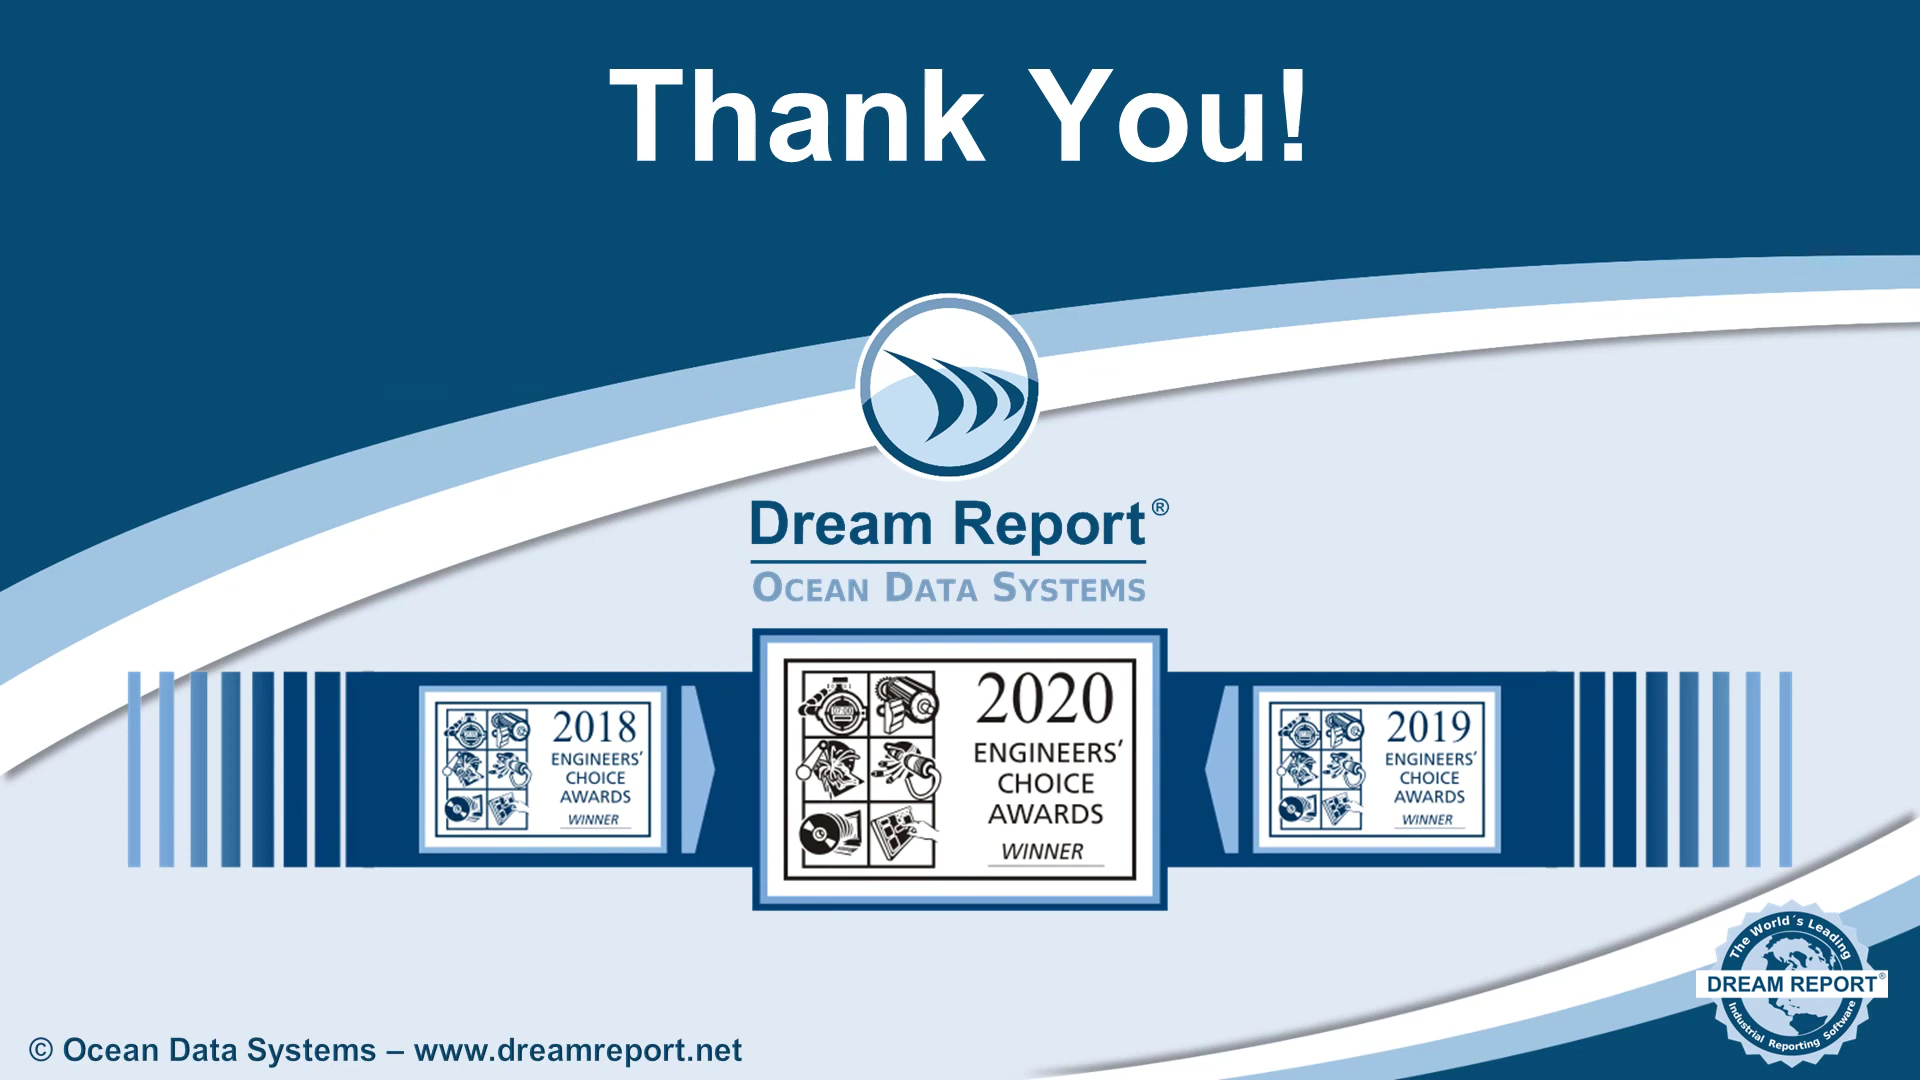 Thank You!
Dream Report®
OCEAN DATA SYSTEMS
2018
ENGINEERS’
CHOICE
AWARDS
WINNER
2020
ENGINEERS’
CHOICE
AWARDS
WINNER
2019
ENGINEERS’
CHOICE
AWARDS
WINNER
The World´s Leading
DREAM REPORT®
Industrial Reporting Software
© Ocean Data Systems – www.dreamreport.net